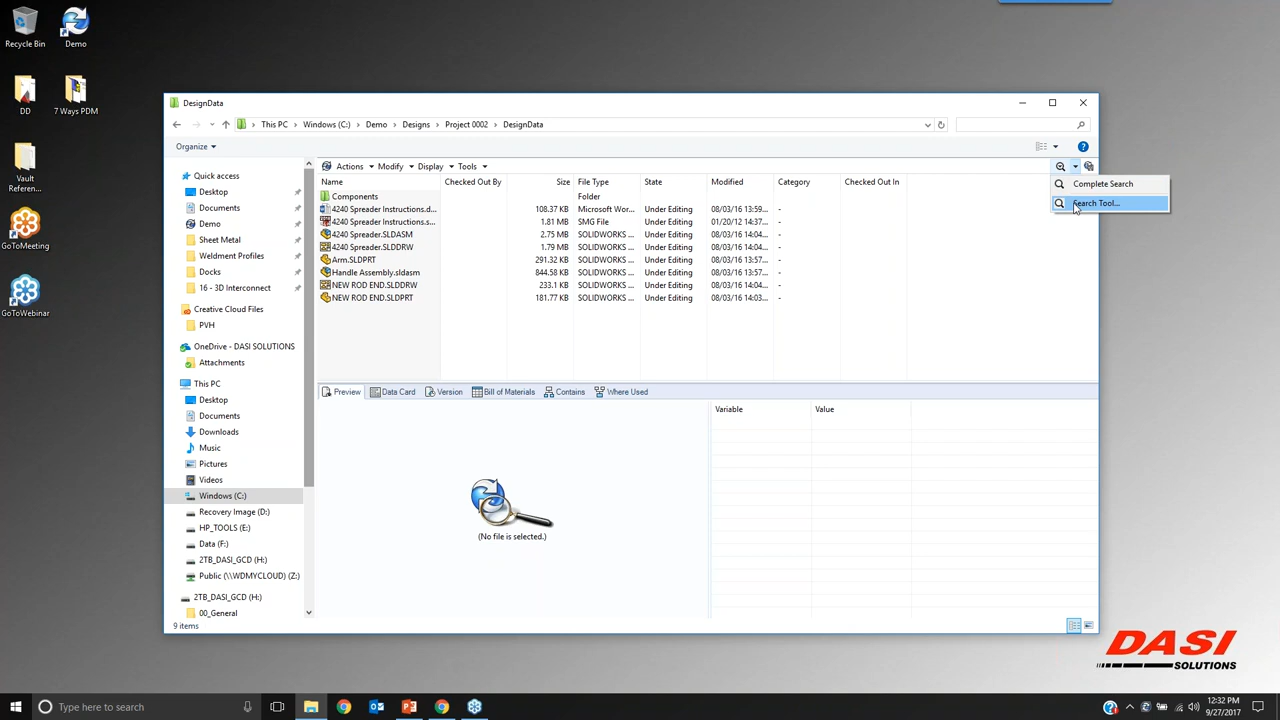 Recycle Bin
Demo
DD
7 Ways PDM
Vault
Referen...
GoToMeeting
GoToWebinar
DesignData
This PC > Windows (C:) > Demo > Designs > Project 0002 > DesignData
Organize
Quick access
Desktop
Documents
Demo
Sheet Metal
Weldment Profiles
Docks
16 - 3D Interconnect
Creative Cloud Files
PVH
OneDrive - DASI SOLUTIONS
Attachments
This PC
Desktop
Documents
Downloads
Music
Pictures
Videos
Windows (C:)
Recovery Image (D:)
HP_TOOLS (E:)
Data (F:)
2TB_DASI_GCD (H:)
Public (\\WDMYCLOUD) (Z:)
2TB_DASI_GCD (H:)
00_General
9 items
Actions Modify Display Tools
Complete Search
Search Tool...
Name Checked Out By Size File Type State Modified Category Checked Out In
Components Folder
4240 Spreader Instructions.d... 108.37 KB Microsoft Wor... Under Editing 08/03/16 13:59... -
4240 Spreader Instructions.s... 1.81 MB SMG File Under Editing 01/20/12 14:37... -
4240 Spreader.SLDASM 2.75 MB SOLIDWORKS ... Under Editing 08/03/16 14:04... -
4240 Spreader.SLDDRW 1.79 MB SOLIDWORKS ... Under Editing 08/03/16 14:04... -
Arm.SLDPRT 291.32 KB SOLIDWORKS ... Under Editing 08/03/16 13:57... -
Handle Assembly.sldasm 844.58 KB SOLIDWORKS ... Under Editing 08/03/16 13:57... -
NEW ROD END.SLDDRW 233.1 KB SOLIDWORKS ... Under Editing 08/03/16 14:04... -
NEW ROD END.SLDPRT 181.77 KB SOLIDWORKS ... Under Editing 08/03/16 14:03... -
Preview Data Card Version Bill of Materials Contains Where Used
Variable Value
(No file is selected.)
DASI
SOLUTIONS
Type here to search
12:32 PM
9/27/2017